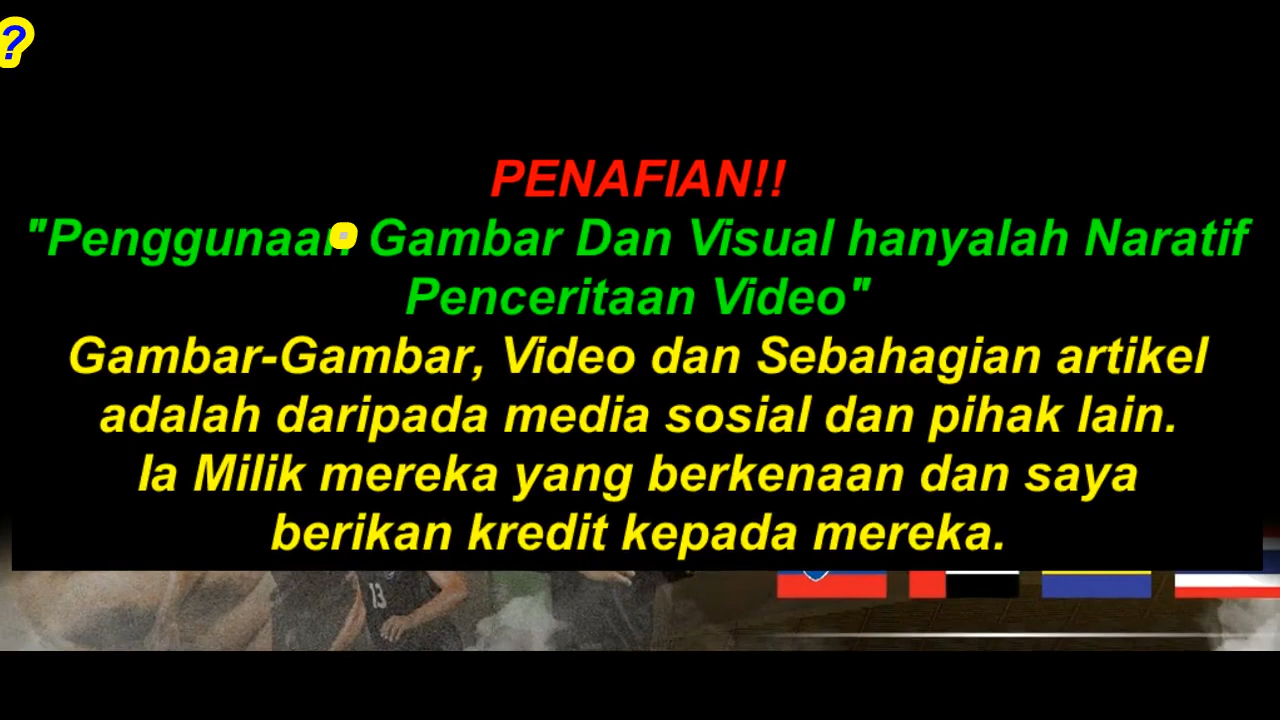 ?
PENAFIAN!!
"Penggunaan Gambar Dan Visual hanyalah Naratif
Penceritaan Video"
Gambar-Gambar, Video dan Sebahagian artikel
adalah daripada media sosial dan pihak lain.
Ia Milik mereka yang berkenaan dan saya
berikan kredit kepada mereka.
13